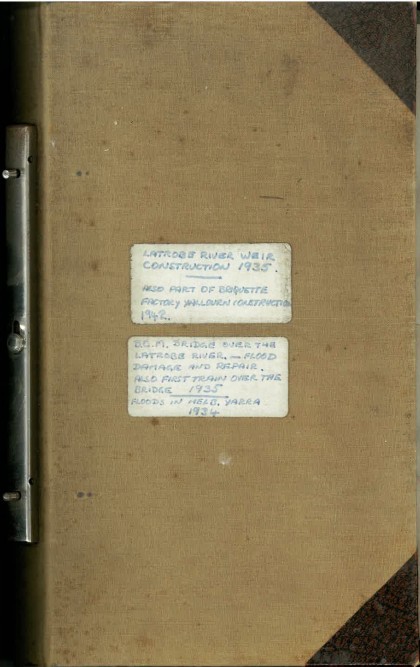 LATROBE RIVER WEIR
CONSTRUCTION 1935.
ALSO PART OF BRIQUETTE
FACTORY YALLOURN CONSTRUCTION
1942.
B.C.M. BRIDGE OVER THE
LATROBE RIVER. — FLOOD
DAMAGE AND REPAIR.
ALSO FIRST TRAIN OVER THE
BRIDGE 1935
FLOODS IN MELB. YARRA
1934